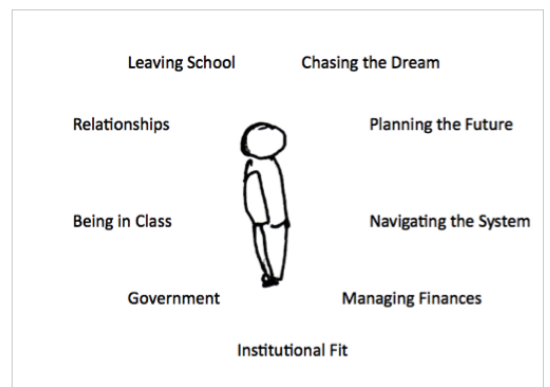 Leaving School
Chasing the Dream
Relationships
Planning the Future
Being in Class
Navigating the System
Government
Managing Finances
Institutional Fit